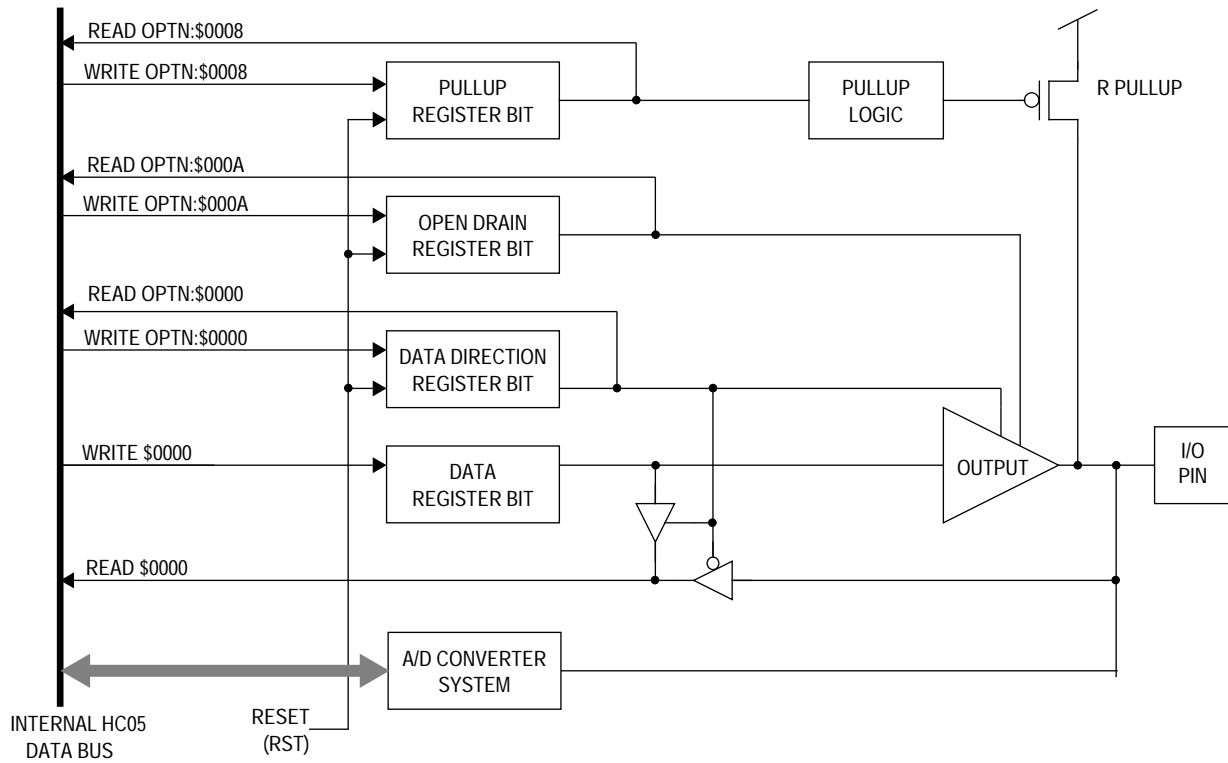 READ OPTN:$0008
WRITE OPTN:$0008
PULLUP
REGISTER BIT
PULLUP
LOGIC
R PULLUP
READ OPTN:$000A
WRITE OPTN:$000A
OPEN DRAIN
REGISTER BIT
READ OPTN:$0000
WRITE OPTN:$0000
DATA DIRECTION
REGISTER BIT
WRITE $0000
DATA
REGISTER BIT
OUTPUT
I/O
PIN
READ $0000
A/D CONVERTER
SYSTEM
INTERNAL HC05
DATA BUS
RESET
(RST)